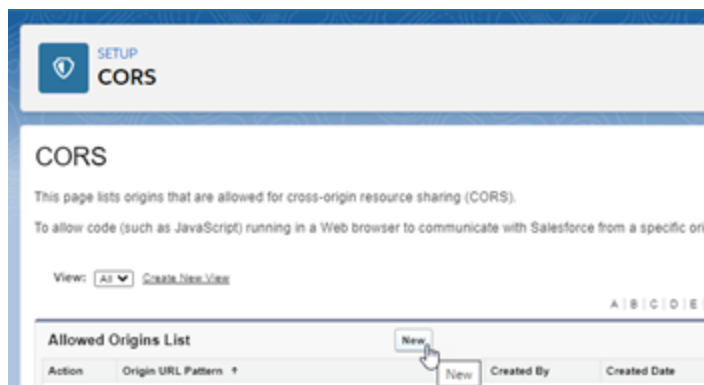 SETUP
CORS
CORS
This page lists origins that are allowed for cross-origin resource sharing (CORS).
To allow code (such as JavaScript) running in a Web browser to communicate with Salesforce from a specific ori
View: All Create New View
A | B | C | D | E |
Allowed Origins List New
New
Action Origin URL Pattern ↑ Created By Created Date